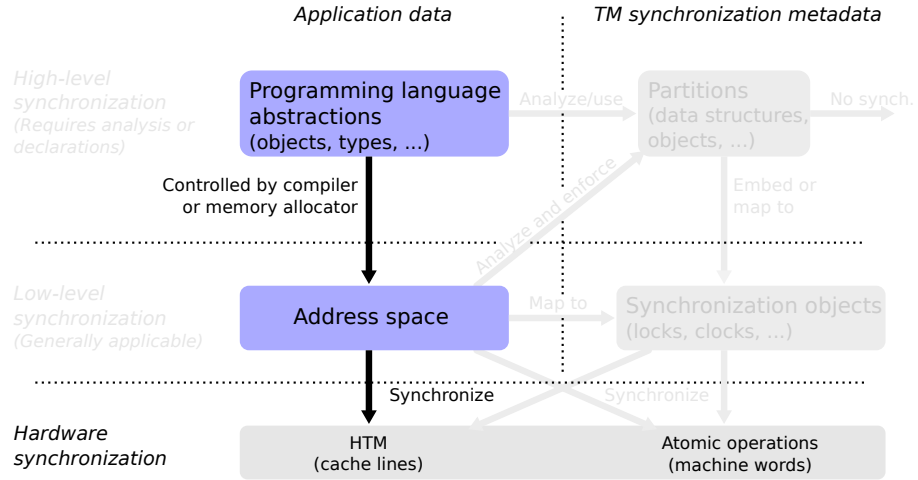 Application data
TM synchronization metadata
High-level
synchronization
(Requires analysis or
declarations)
Programming language
abstractions
(objects, types, ...)
Analyze/use
Partitions
(data structures,
objects, ...)
No synch.
Controlled by compiler
or memory allocator
Analyze and enforce
Embed or
map to
Low-level
synchronization
(Generally applicable)
Address space
Map to
Synchronization objects
(locks, clocks, ...)
Synchronize
Synchronize
Hardware
synchronization
HTM
(cache lines)
Atomic operations
(machine words)